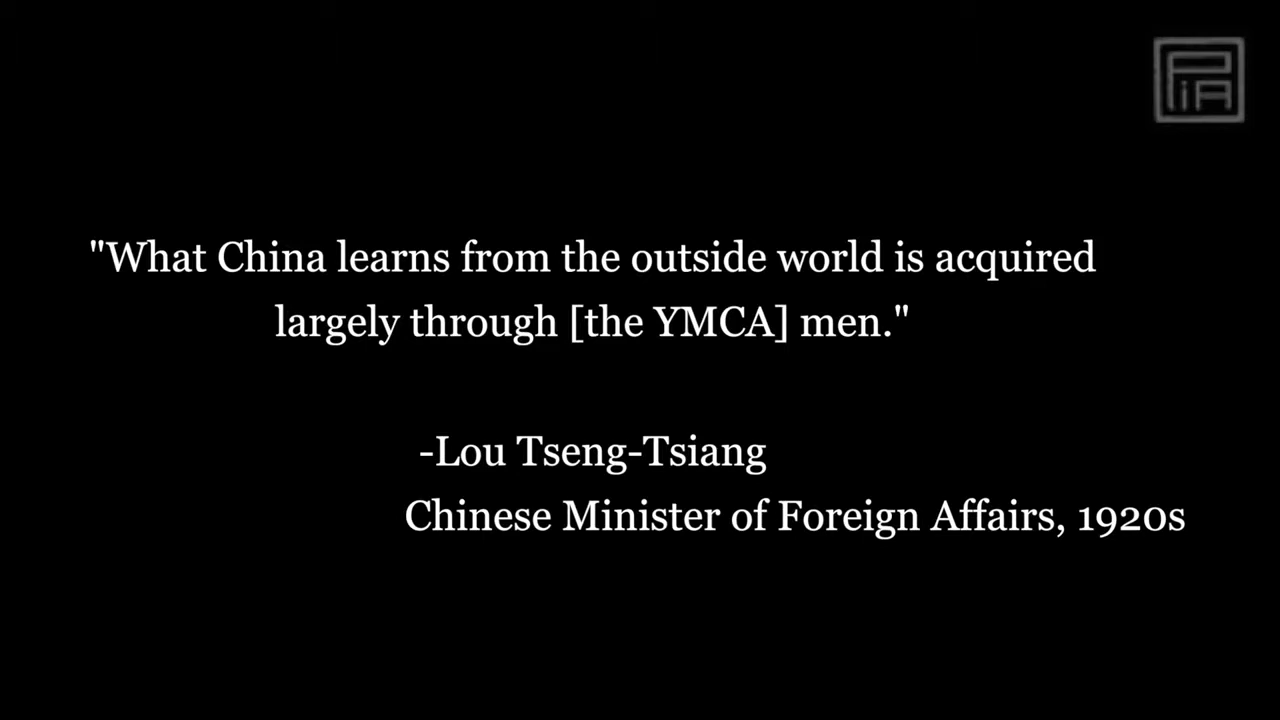 PiA
"What China learns from the outside world is acquired
largely through [the YMCA] men."
-Lou Tseng-Tsiang
Chinese Minister of Foreign Affairs, 1920s